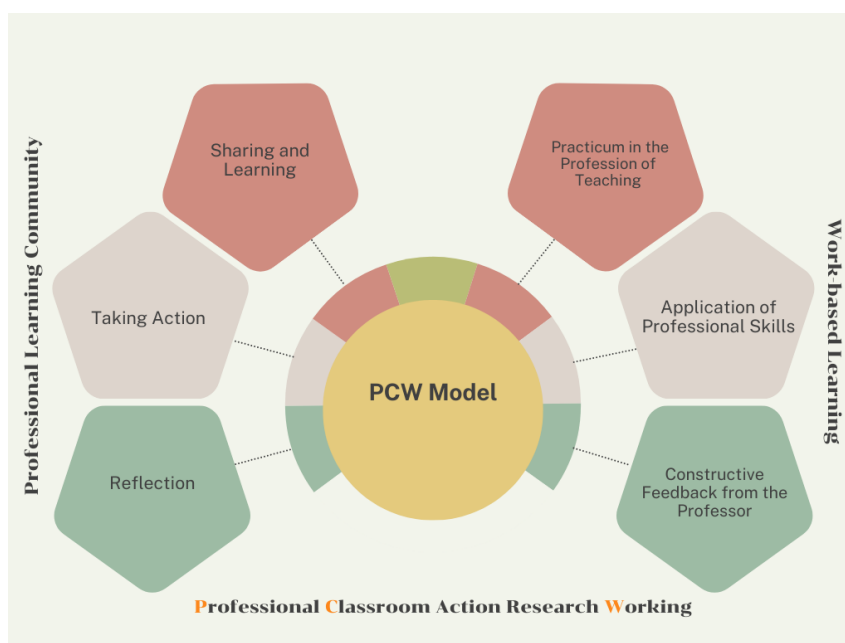 Professional Learning Community
Sharing and
Learning
Taking Action
Reflection
PCW Model
Practicum in the
Profession of
Teaching
Application of
Professional Skills
Constructive
Feedback from the
Professor
Work-based Learning
Professional Classroom Action Research Working